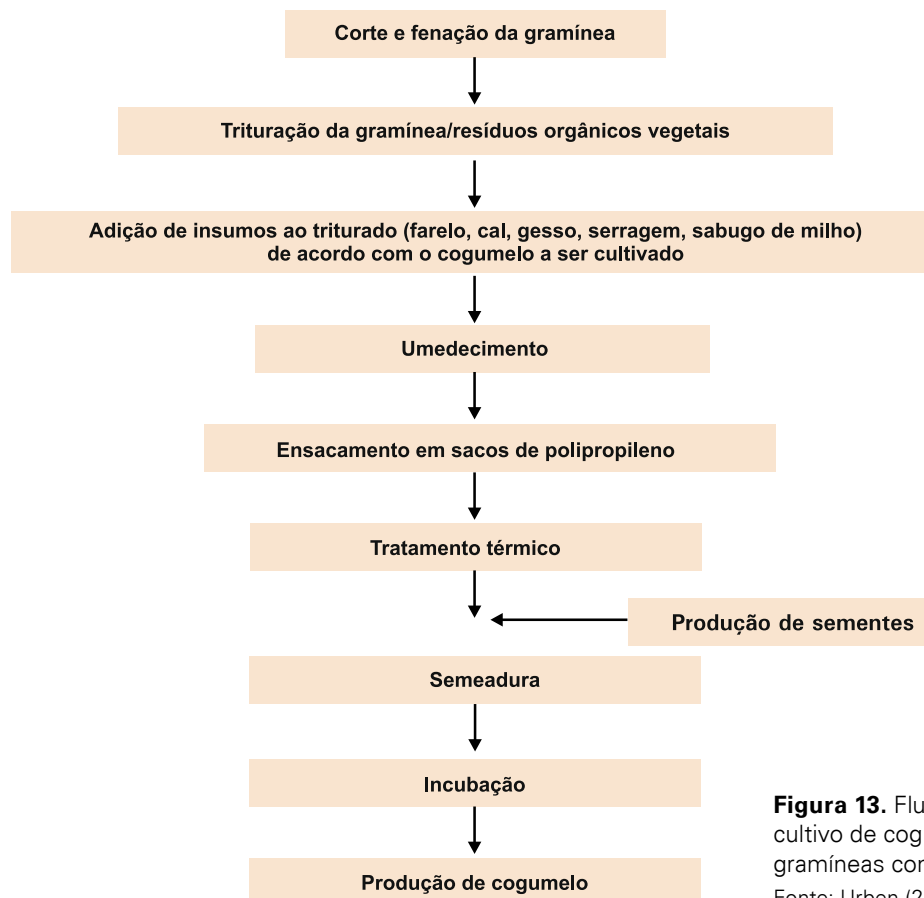 Corte e fenação da gramínea
Trituração da gramínea/resíduos orgânicos vegetais
Adição de insumos ao triturado (farelo, cal, gesso, serragem, sabugo de milho)
de acordo com o cogumelo a ser cultivado
Umedecimento
Ensacamento em sacos de polipropileno
Tratamento térmico
Produção de sementes
Semeadura
Incubação
Produção de cogumelo
Figura 13.
cultivo de
gramíneas
Fonte: Urben